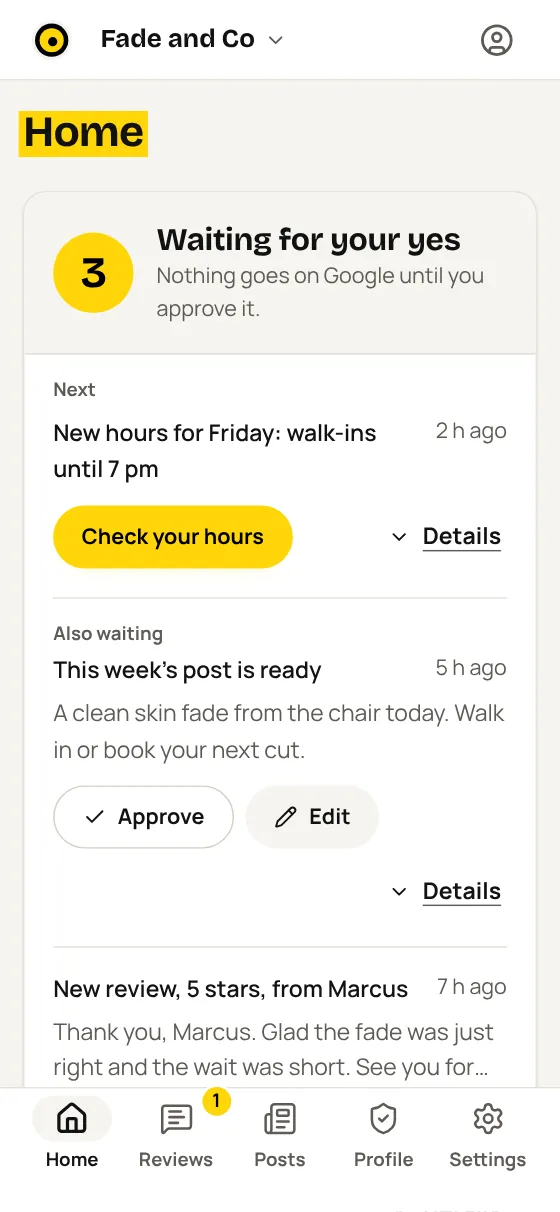 Fade and Co
Home
3
Waiting for your yes
Nothing goes on Google until you
approve it.
Next
New hours for Friday: walk-ins
until 7 pm
2 h ago
Check your hours
Details
Also waiting
This week's post is ready
5 h ago
A clean skin fade from the chair today. Walk
in or book your next cut.
Approve
Edit
Details
New review, 5 stars, from Marcus
7 h ago
Thank you, Marcus. Glad the fade was just
right and the wait was short. See you for…
1
Home
Reviews
Posts
Profile
Settings